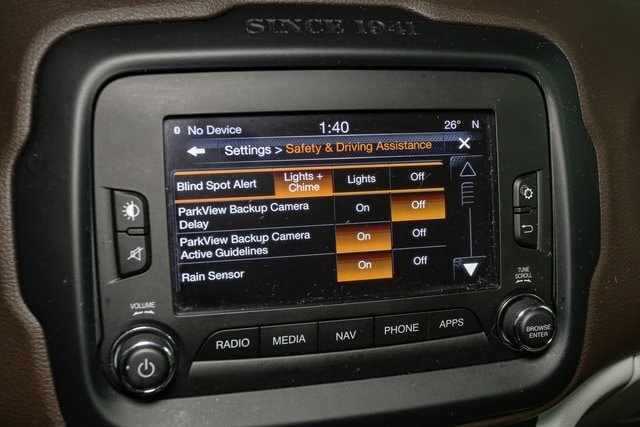 SINCE 1941
No Device 1:40 26° N
Settings > Safety & Driving Assistance X
Blind Spot Alert Lights + Chime Lights Off
ParkView Backup Camera Delay On Off
ParkView Backup Camera Active Guidelines On Off
Rain Sensor On Off
VOLUME
TUNE
SCROLL
RADIO MEDIA NAV PHONE APPS
BROWSE
ENTER